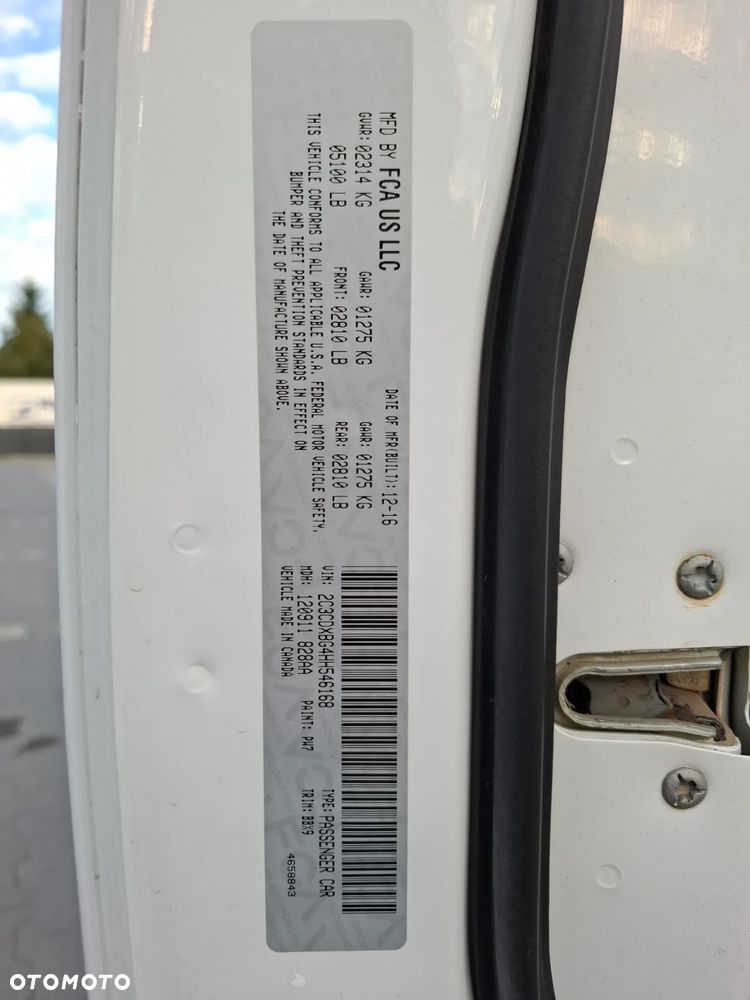 MFD BY FCA US LLC
DATE OF MFR(BUILT): 12-16
GVWR: 02314 KG
GAWR: 01275 KG
GAWR: 01275 KG
05100 LB
FRONT: 02810 LB
REAR: 02810 LB
THIS VEHICLE CONFORMS TO ALL APPLICABLE U.S.A. FEDERAL MOTOR VEHICLE SAFETY,
BUMPER AND THEFT PREVENTION STANDARDS IN EFFECT ON
THE DATE OF MANUFACTURE SHOWN ABOVE.
VIN: 2C3CDXBG4HH546168
TYPE: PASSENGER CAR
MDH: 120911 828AA
PAINT: PW7
TRIM: BBX9
VEHICLE MADE IN CANADA
4658843
OTOMOTO